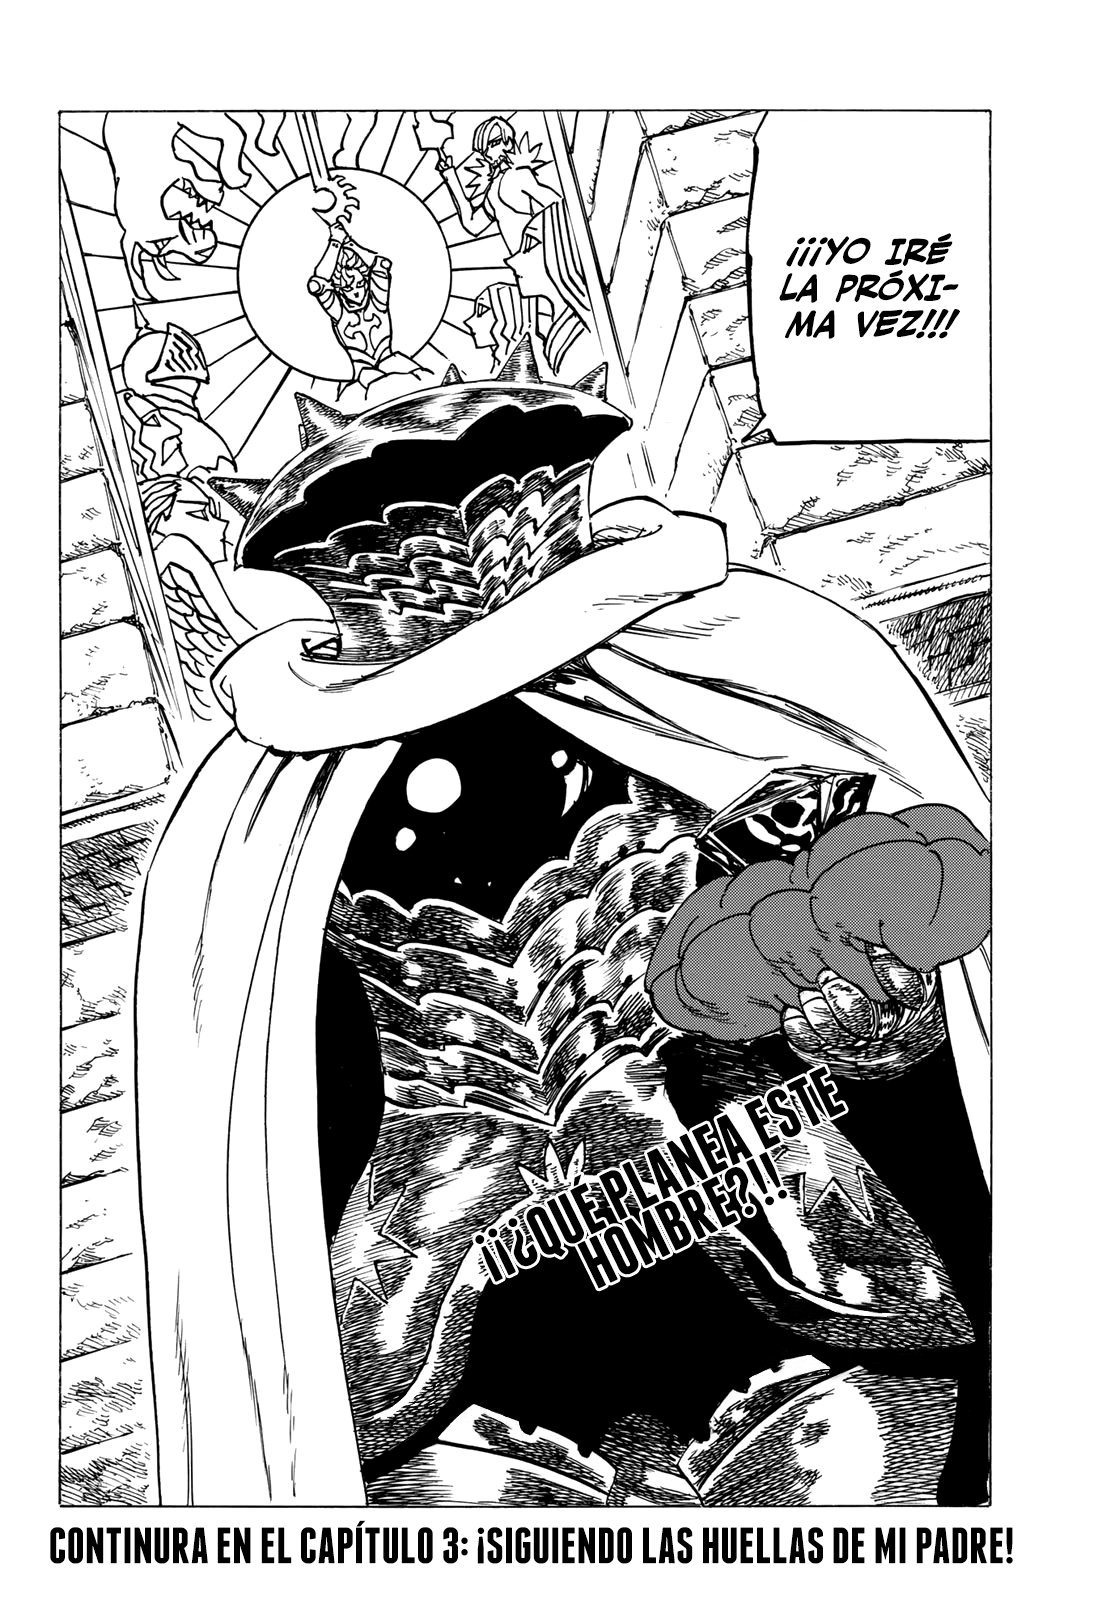 ¡¡¡YO IRÉ
LA PRÓXI-
MA VEZ!!!
¡¡¿QUÉ PLANEA ESTE
HOMBRE?!!
CONTINURA EN EL CAPÍTULO 3: ¡SIGUIENDO LAS HUELLAS DE MI PADRE!